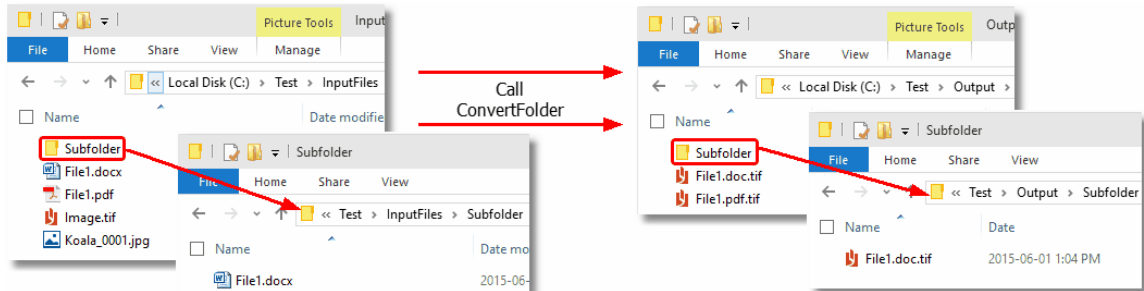 Picture Tools Input
File Home Share View Manage
« Local Disk (C:) > Test > InputFiles
Name Date modifie
Subfolder
File1.docx
File1.pdf
Image.tif
Koala_0001.jpg
Subfolder
File Home Share View
« Test > InputFiles > Subfolder
Name Date mo
File1.docx 2015-06-
Call
ConvertFolder
Picture Tools Outp
File Home Share View Manage
« Local Disk (C:) > Test > Output >
Name
Subfolder
File1.doc.tif
File1.pdf.tif
Subfolder
File Home Share View
« Test > Output > Subfolder
Name Date
File1.doc.tif 2015-06-01 1:04 PM